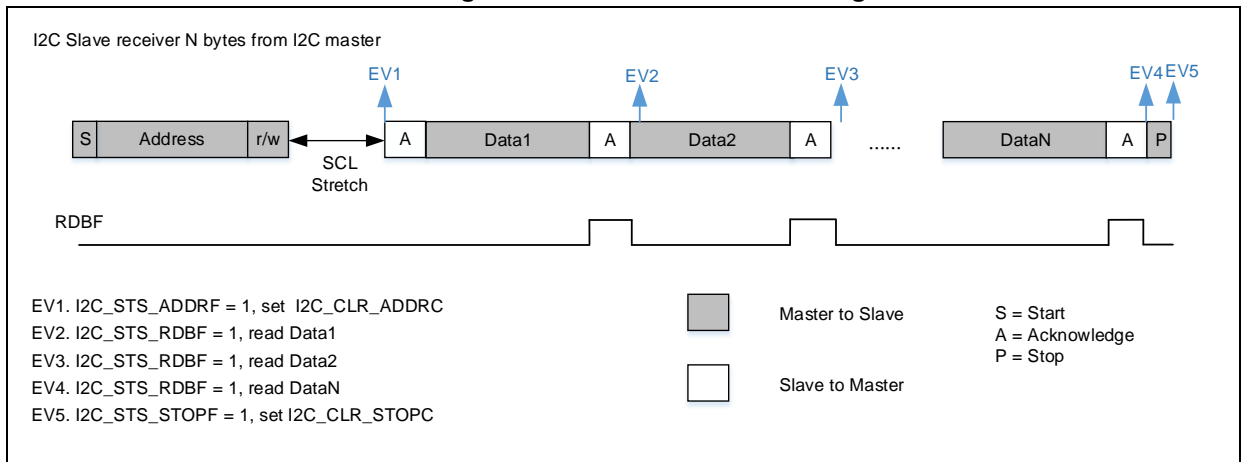 I2C Slave receiver N bytes from I2C master
EV1 EV2 EV3 EV4 EV5
S Address r/w A Data1 A Data2 A ...... DataN A P
SCL
Stretch
RDBF
EV1. I2C_STS_ADDRF = 1, set I2C_CLR_ADDRC
EV2. I2C_STS_RDBF = 1, read Data1
EV3. I2C_STS_RDBF = 1, read Data2
EV4. I2C_STS_RDBF = 1, read DataN
EV5. I2C_STS_STOPF = 1, set I2C_CLR_STOPC
Master to Slave
Slave to Master
S = Start
A = Acknowledge
P = Stop